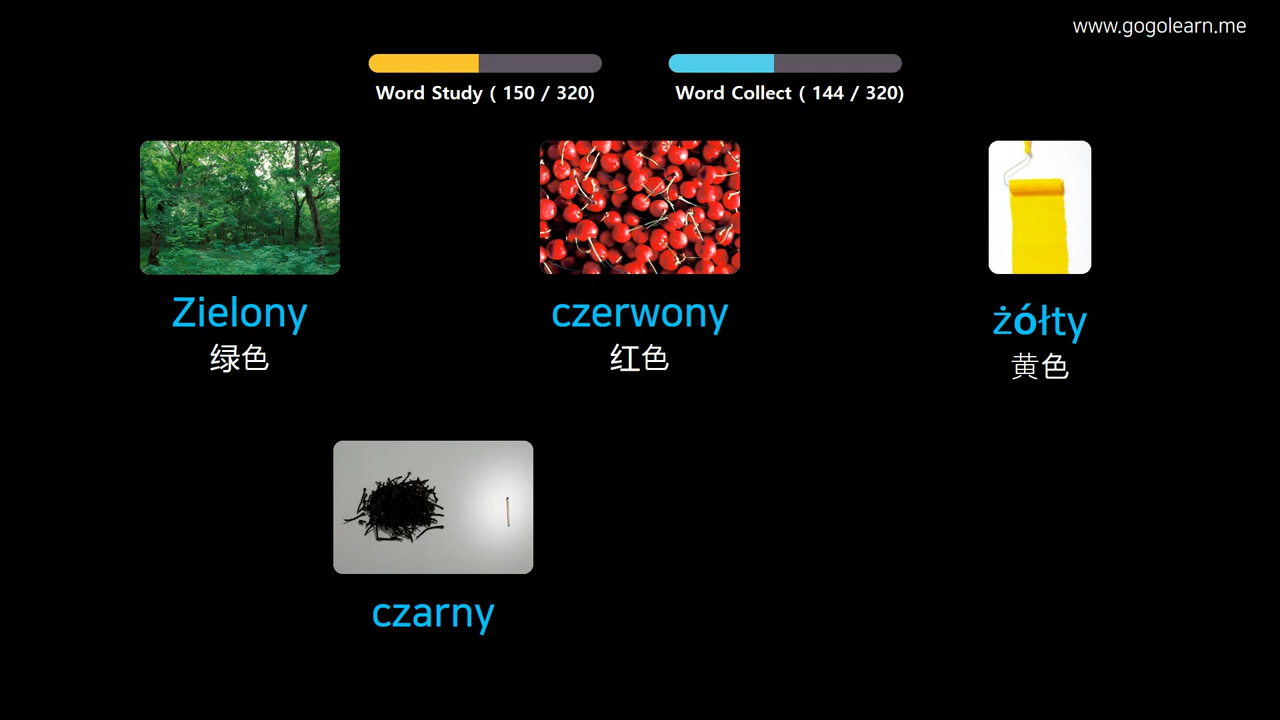 www.gogolearn.me
Word Study ( 150 / 320)
Word Collect ( 144 / 320)
Zielony
绿色
czerwony
红色
żółty
黄色
czarny